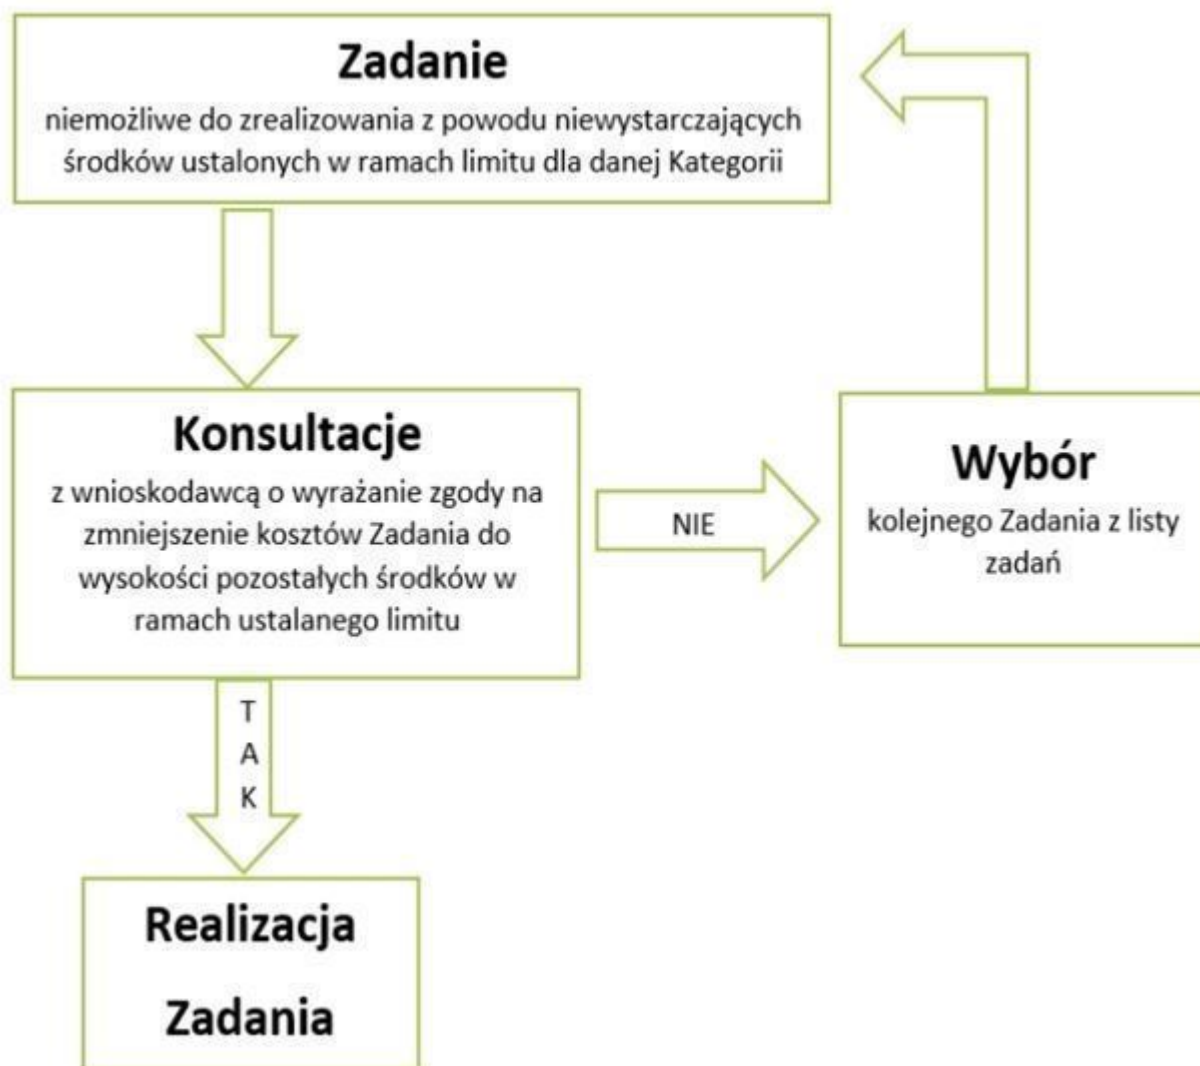 Zadanie
niemożliwe do zrealizowania z powodu niewystarczających
środków ustalonych w ramach limitu dla danej Kategorii
Konsultacje
z wnioskodawcą o wyrażanie zgody na
zmniejszenie kosztów Zadania do
wysokości pozostałych środków w
ramach ustalanego limitu
NIE
Wybór
kolejnego Zadania z listy
zadań
T
A
K
Realizacja
Zadania